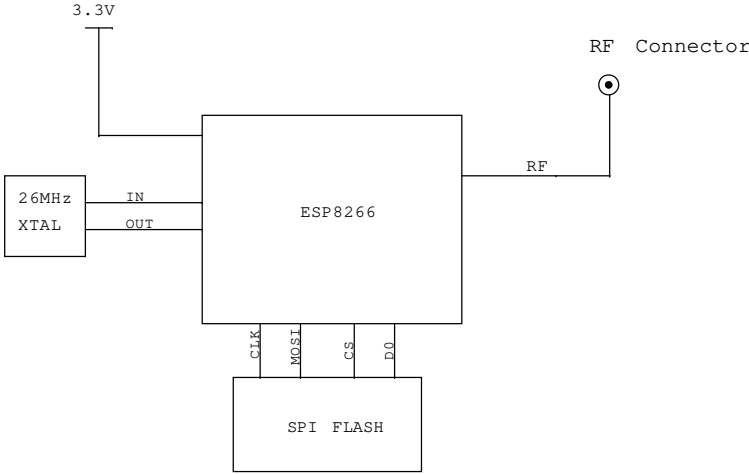 3.3V
RF Connector
RF
26MHz
XTAL
IN
OUT
ESP8266
CLK
MOSI
CS
D0
SPI FLASH